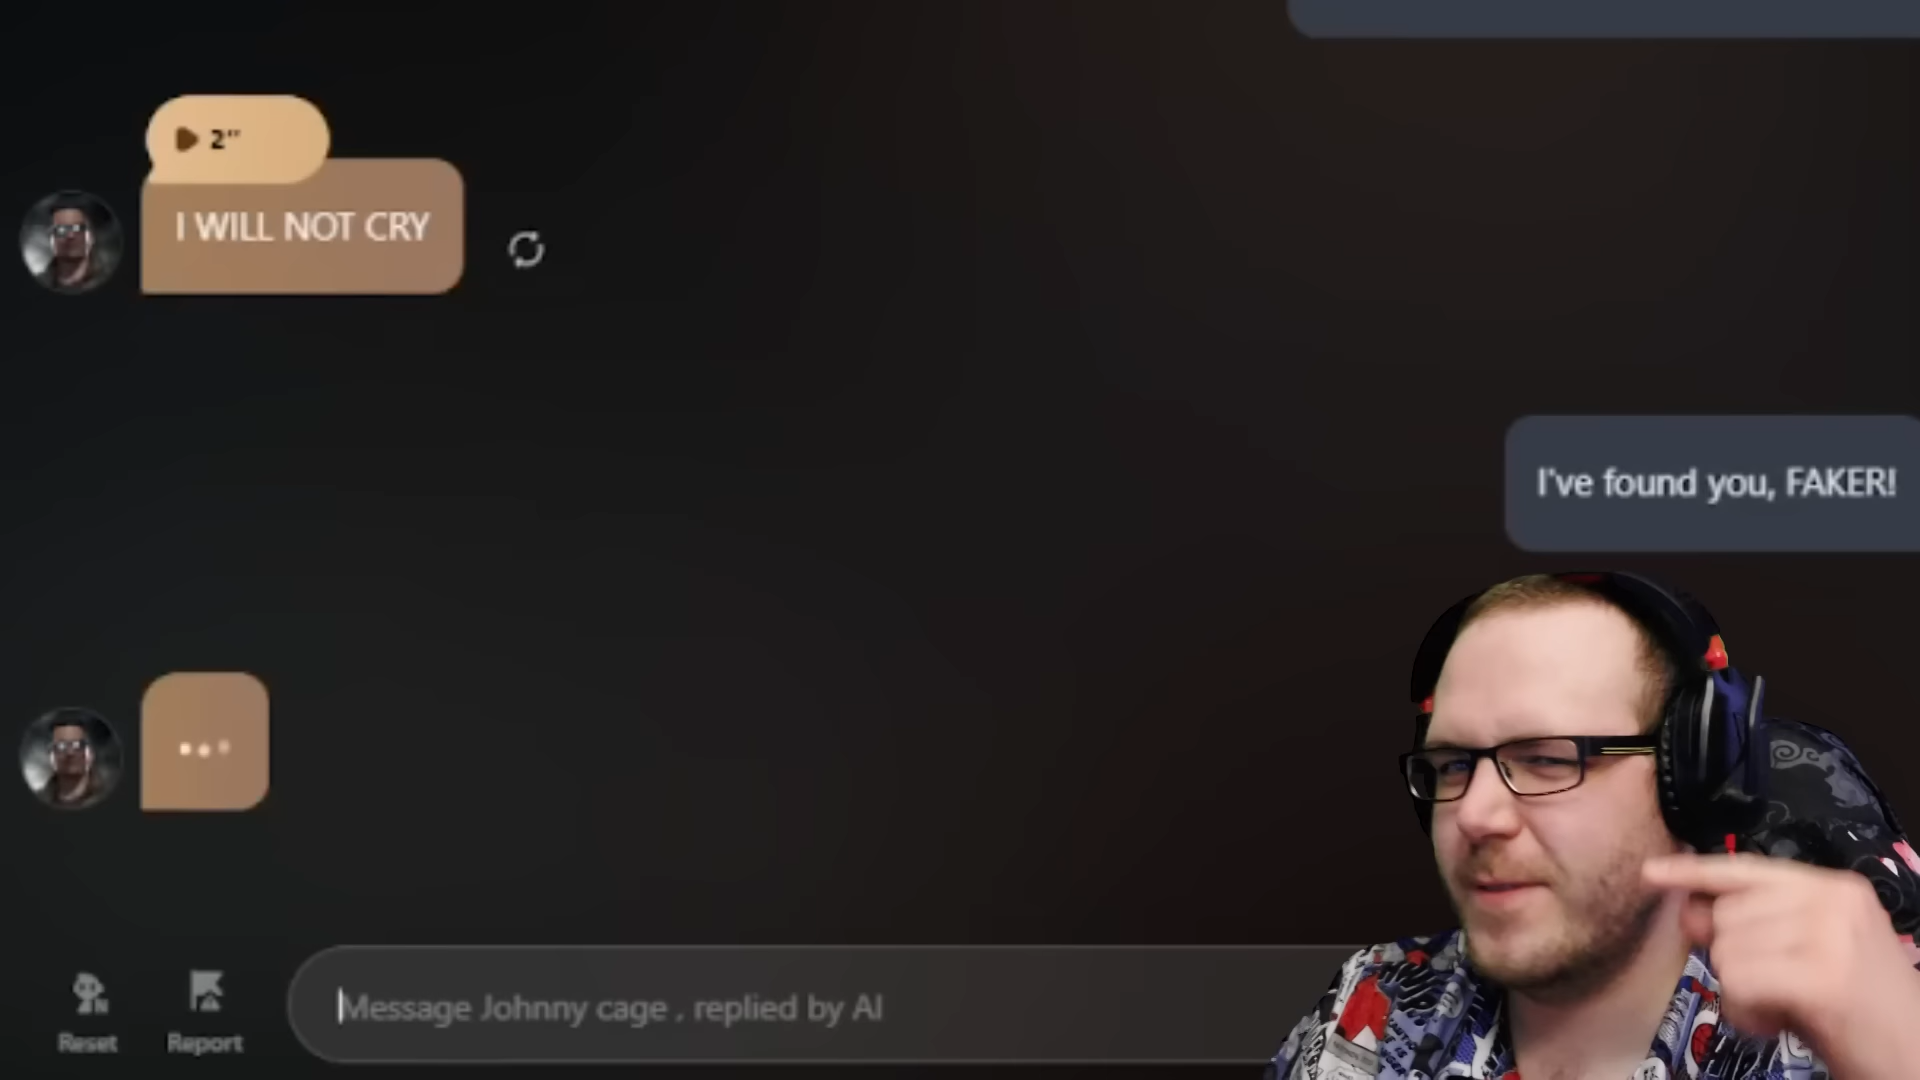 2"
I WILL NOT CRY
I've found you, FAKER!
Reset
Report
Message Johnny cage , replied by AI